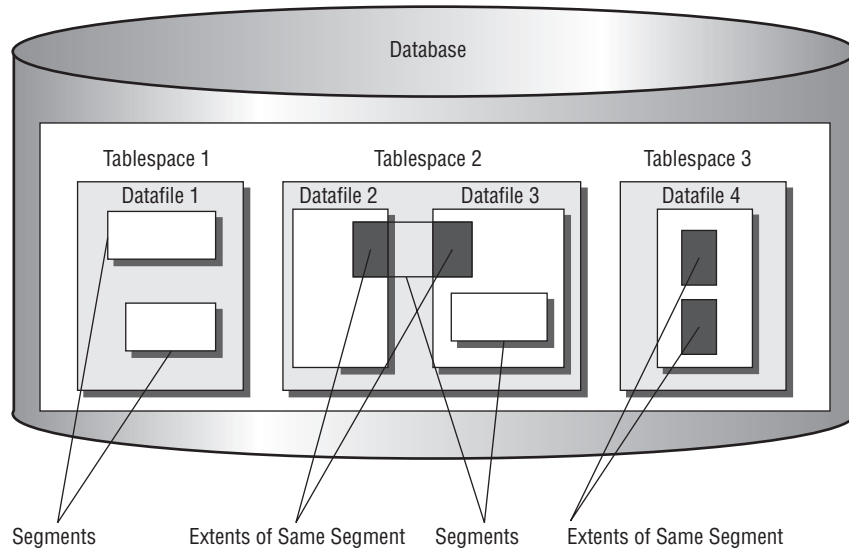 Database
Tablespace 1 Tablespace 2 Tablespace 3
Datafile 1 Datafile 2 Datafile 3 Datafile 4
Segments Extents of Same Segment Segments Extents of Same Segment